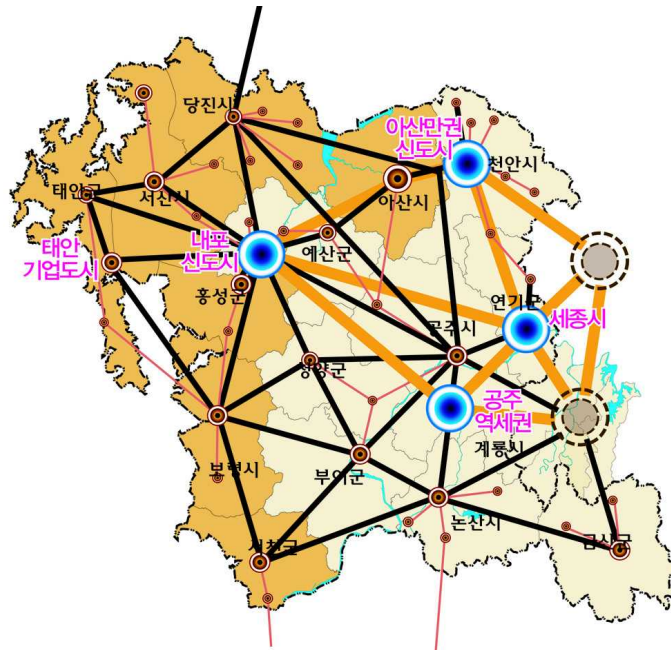 당진시
아산만권
신도시
천안시
태안군
서산시
아산시
태안
기업도시
내포
신도시
예산군
홍성군
연기군
세종시
공주시
청양군
공주
역세권
계룡시
보령시
부여군
논산시
서천군
금산군